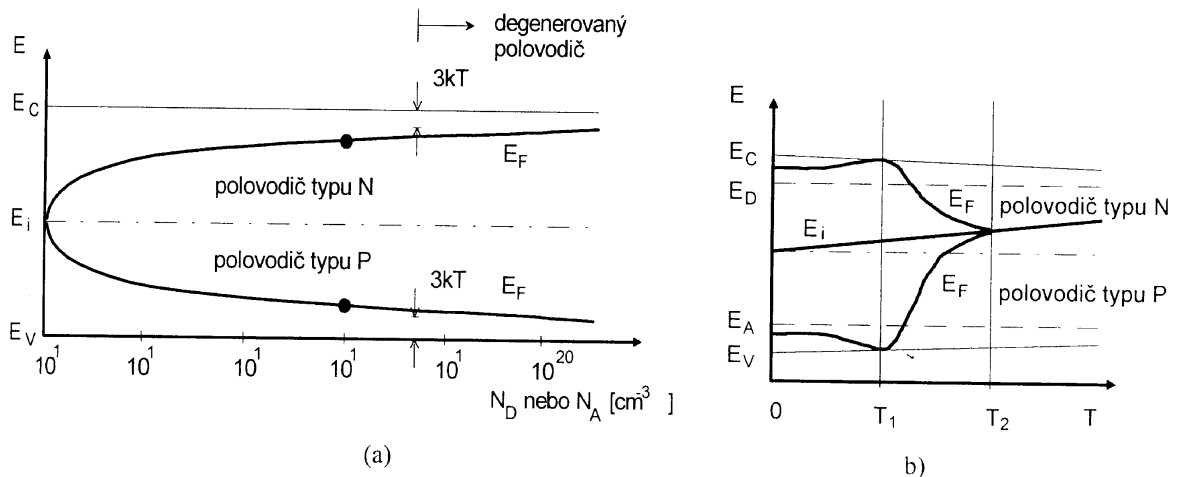 degenerovaný
polovodič
E
3kT
E_C
E_F
polovodič typu N
E_i
polovodič typu P
3kT
E_F
E_V
10^1 10^1 10^1 10^1 10^1 10^20
N_D nebo N_A [cm^3 ]
(a)
E
E_C
E_D
E_F polovodič typu N
E_i
E_F polovodič typu P
E_A
E_V
0 T_1 T_2 T
b)